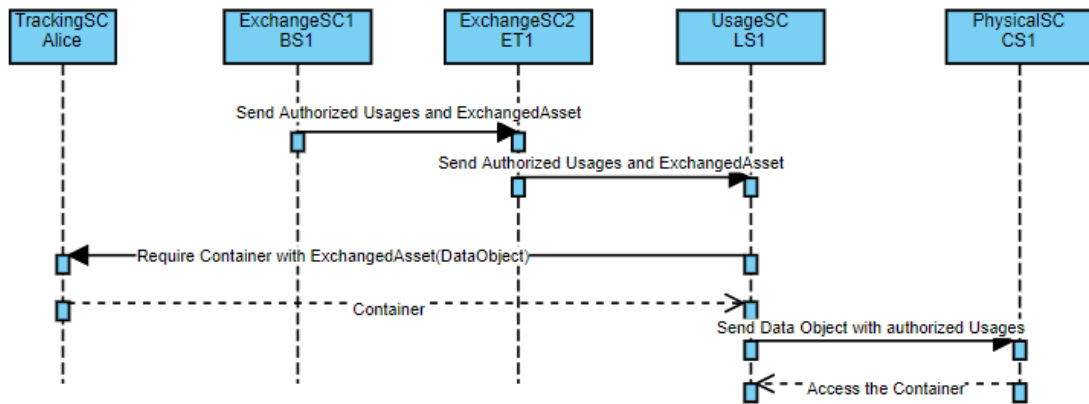 TrackingSC
Alice
ExchangeSC1
BS1
ExchangeSC2
ET1
UsageSC
LS1
PhysicalSC
CS1
Send Authorized Usages and ExchangedAsset
Send Authorized Usages and ExchangedAsset
Require Container with ExchangedAsset(DataObject)
Container
Send Data Object with authorized Usages
Access the Container